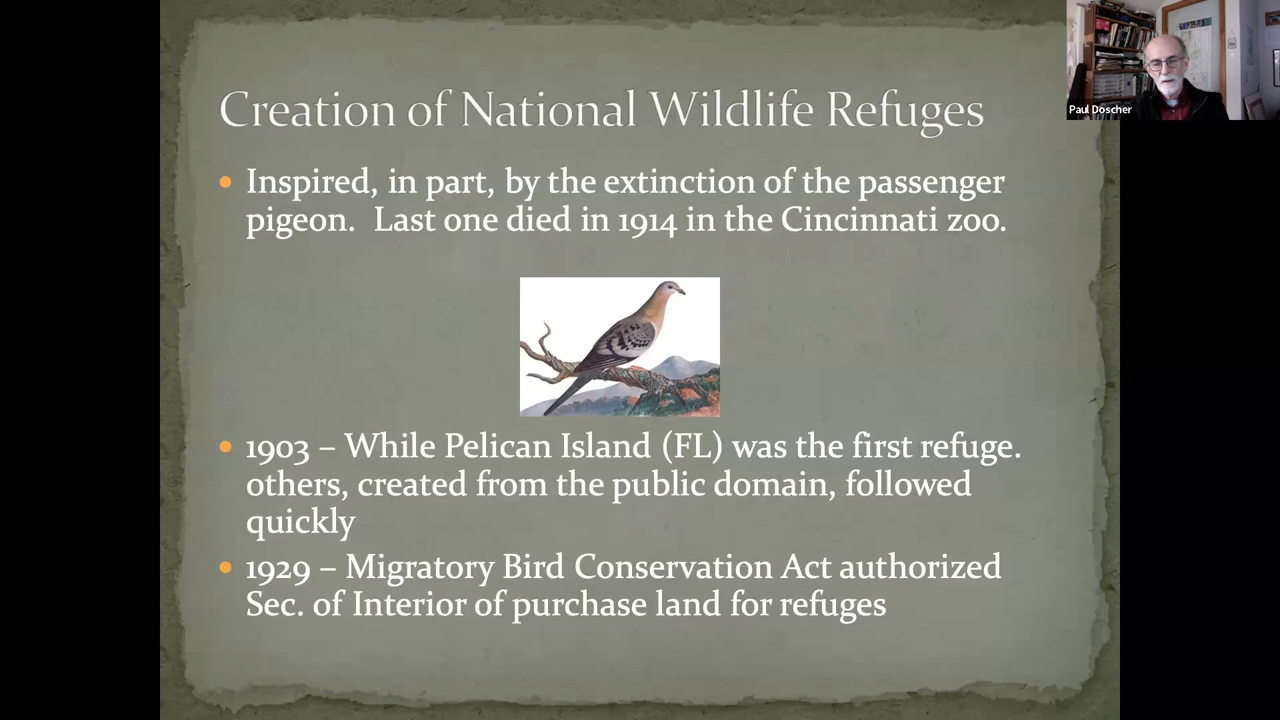 Creation of National Wildlife Refuges
Paul Doscher
• Inspired, in part, by the extinction of the passenger
pigeon.  Last one died in 1914 in the Cincinnati zoo.
• 1903 – While Pelican Island (FL) was the first refuge.
others, created from the public domain, followed
quickly
• 1929 – Migratory Bird Conservation Act authorized
Sec. of Interior of purchase land for refuges